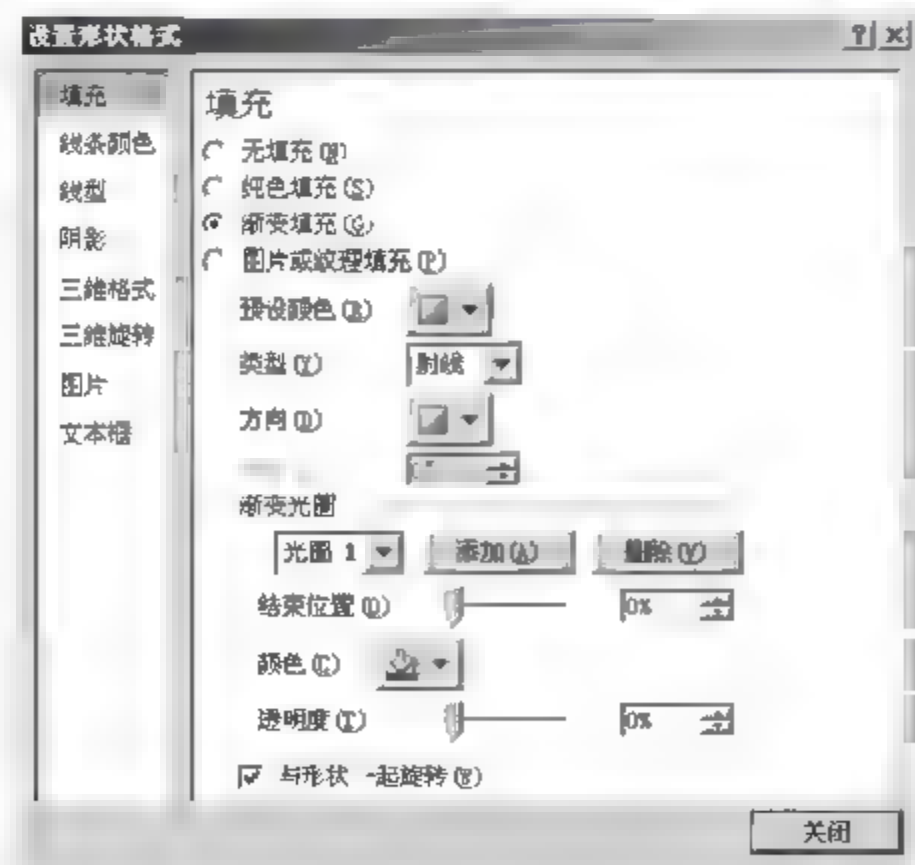 设置形状格式
填充
线条颜色
线型
阴影
三维格式
三维旋转
图片
文本框
填充
无填充(N)
纯色填充(S)
渐变填充(G)
图片或纹理填充(P)
预设颜色(R)
类型(Y) 射线
方向(D)
渐变光圈
光圈 1 添加(A) 删除(V)
结束位置(O) 0%
颜色(C)
透明度(T) 0%
与形状一起旋转(W)
关闭